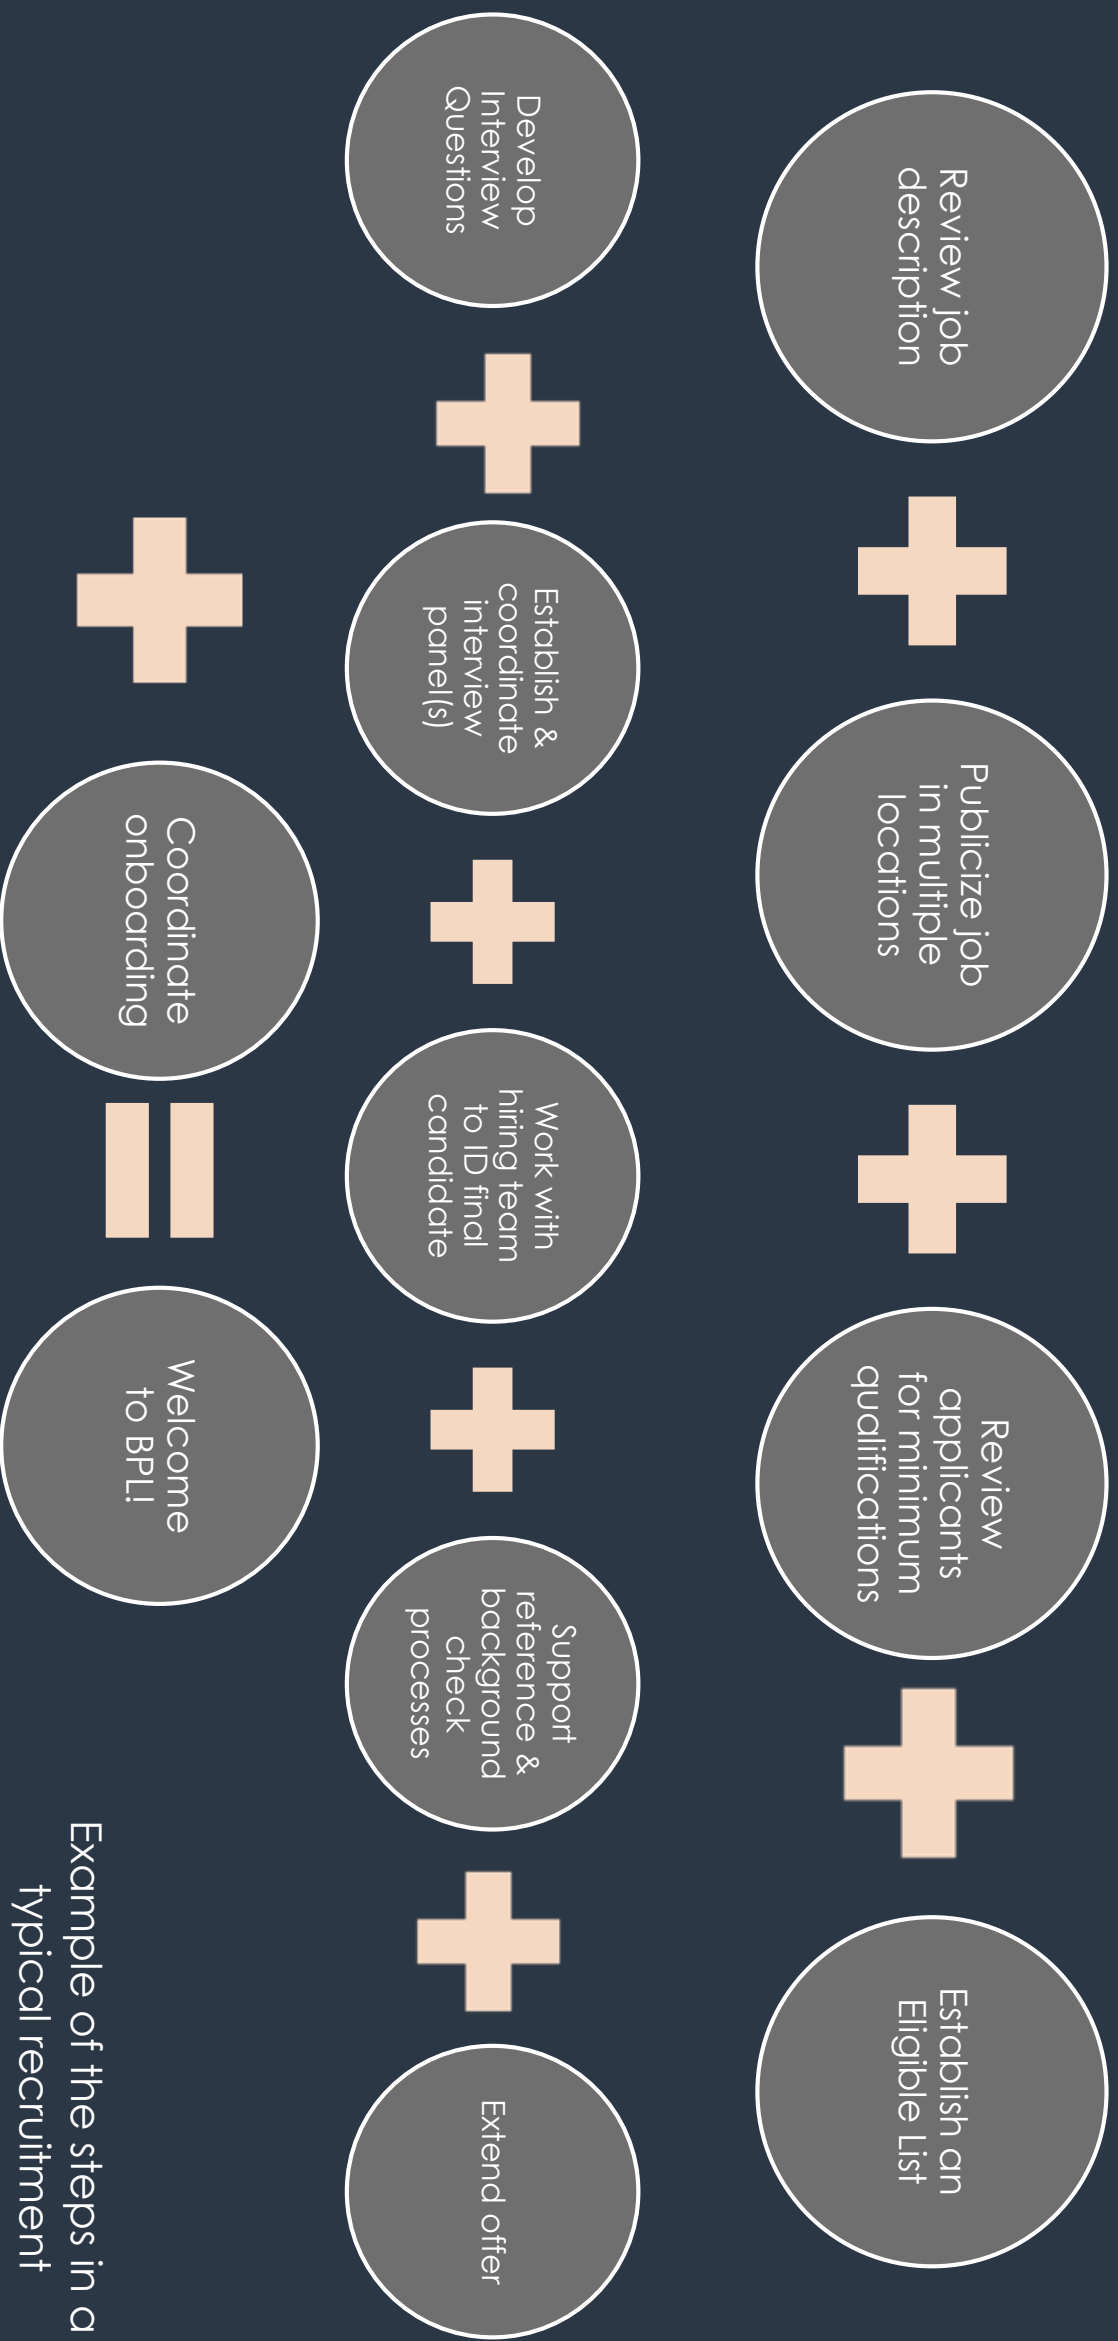 Review job
description
Publicize job
in multiple
locations
Review
applicants
for minimum
qualifications
Establish an
Eligible List
Develop
Interview
Questions
Establish &
coordinate
interview
panel(s)
Work with
hiring team
to ID final
candidate
Support
reference &
background
check
processes
Extend offer
Coordinate
onboarding
Welcome
to BPL!
Example of the steps in a
typical recruitment